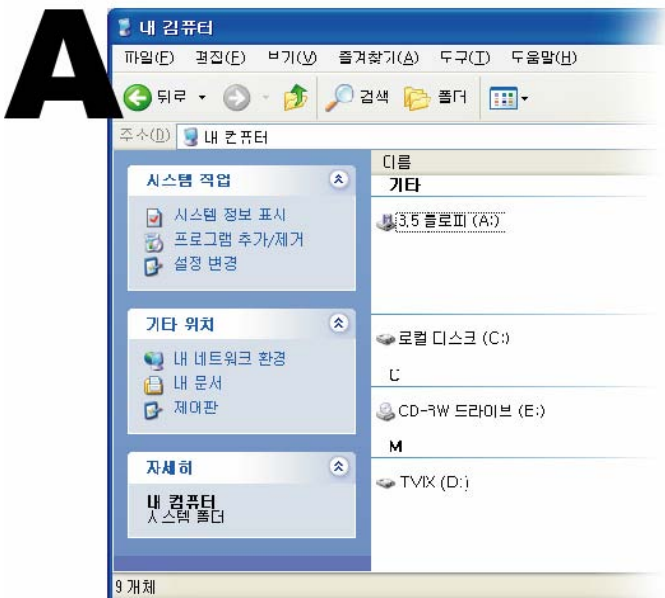 A
내 컴퓨터
파일(F) 편집(E) 보기(V) 즐겨찾기(A) 도구(T) 도움말(H)
뒤로 검색 폴더
주소(D) 내 컴퓨터
시스템 작업
시스템 정보 표시
프로그램 추가/제거
설정 변경
기타 위치
내 네트워크 환경
내 문서
제어판
자세히
내 컴퓨터
시스템 폴더
이름
기타
3.5 플로피 (A:)
로컬 디스크 (C:)
C
CD-RW 드라이브 (E:)
M
TVIX (D:)
9 개체